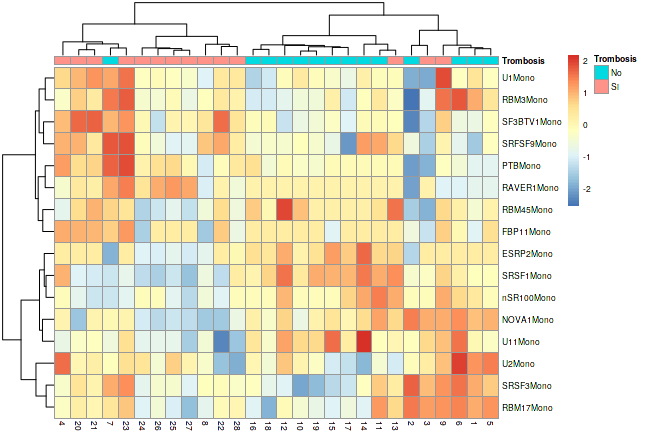 Trombosis
U1Mono
RBM3Mono
SF3BTV1Mono
SRFSF9Mono
PTBMono
RAVER1Mono
RBM45Mono
FBP11Mono
ESRP2Mono
SRSF1Mono
nSR100Mono
NOVA1Mono
U11Mono
U2Mono
SRSF3Mono
RBM17Mono
4 20 21 7 23 24 26 25 27 8 22 28 16 18 12 10 19 15 17 14 11 13 2 3 9 6 1 5
2
1
0
-1
-2
Trombosis
No
SI